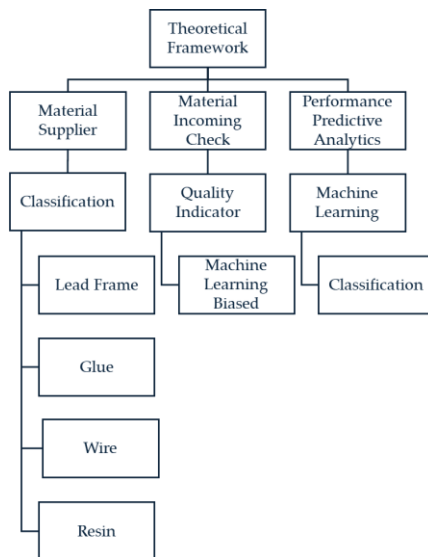 Theoretical
Framework
Material
Supplier
Material
Incoming
Check
Performance
Predictive
Analytics
Classification
Quality
Indicator
Machine
Learning
Lead Frame
Machine
Learning
Biased
Classification
Glue
Wire
Resin